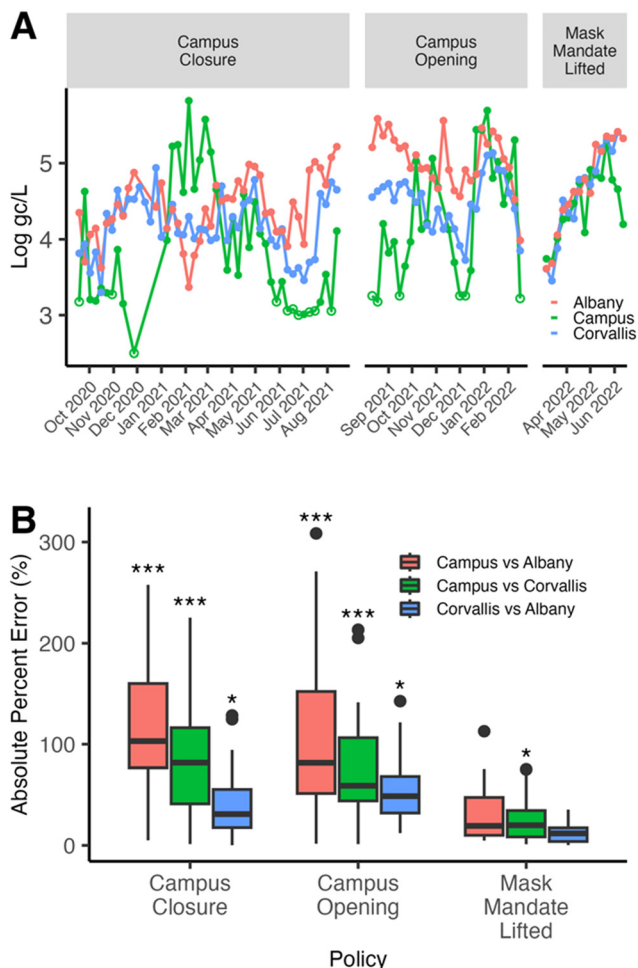 A
Campus
Closure
Campus
Opening
Mask
Mandate
Lifted
Log gc/L
5
4
3
Albany
Campus
Corvallis
Oct 2020
Nov 2020
Dec 2020
Jan 2021
Feb 2021
Mar 2021
Apr 2021
May 2021
Jun 2021
Jul 2021
Aug 2021
Sep 2021
Oct 2021
Nov 2021
Dec 2021
Jan 2022
Feb 2022
Apr 2022
May 2022
Jun 2022
B
Absolute Percent Error (%)
300
200
100
0
***
***
*
***
***
*
*
Campus vs Albany
Campus vs Corvallis
Corvallis vs Albany
Campus
Closure
Campus
Opening
Mask
Mandate
Lifted
Policy